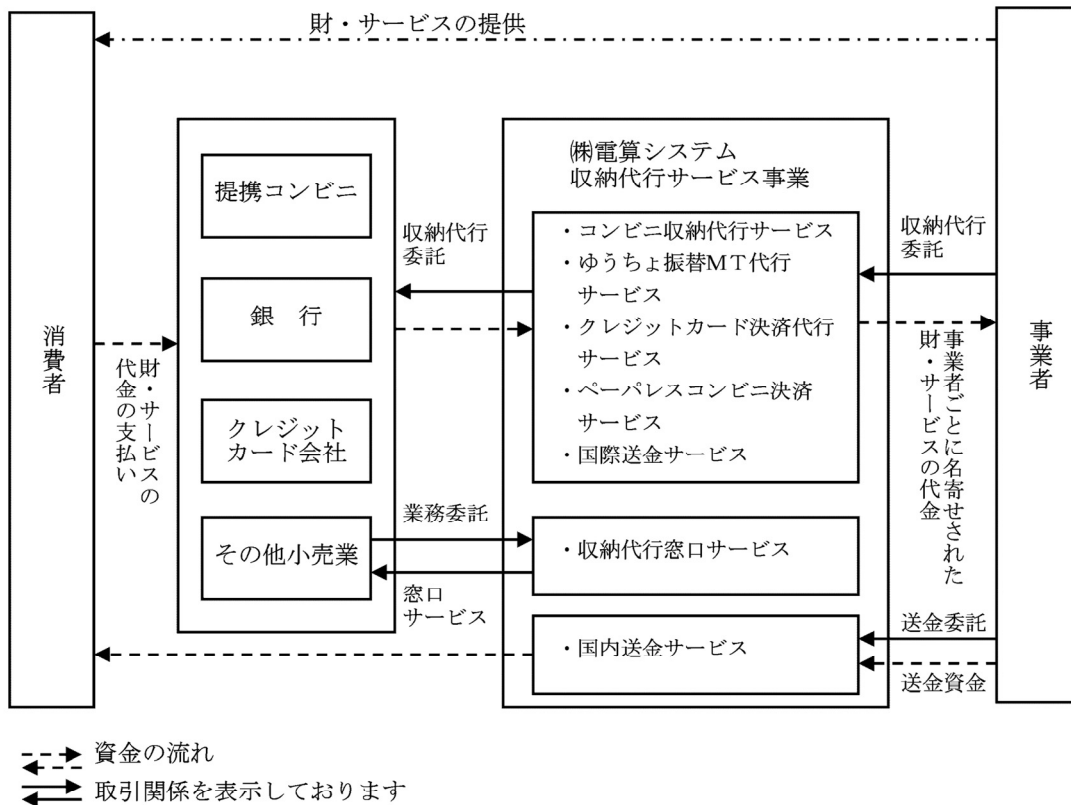 財・サービスの提供
消費者
財・サービスの
代金の支払い
提携コンビニ
銀　行
クレジット
カード会社
その他小売業
収納代行
委託
業務委託
窓口
サービス
㈱電算システム
収納代行サービス事業
・コンビニ収納代行サービス
・ゆうちょ振替ＭＴ代行
サービス
・クレジットカード決済代行
サービス
・ペーパレスコンビニ決済
サービス
・国際送金サービス
・収納代行窓口サービス
・国内送金サービス
収納代行
委託
事業者ごとに名寄せされた
財・サービスの代金
送金委託
送金資金
事業者
資金の流れ
取引関係を表示しております